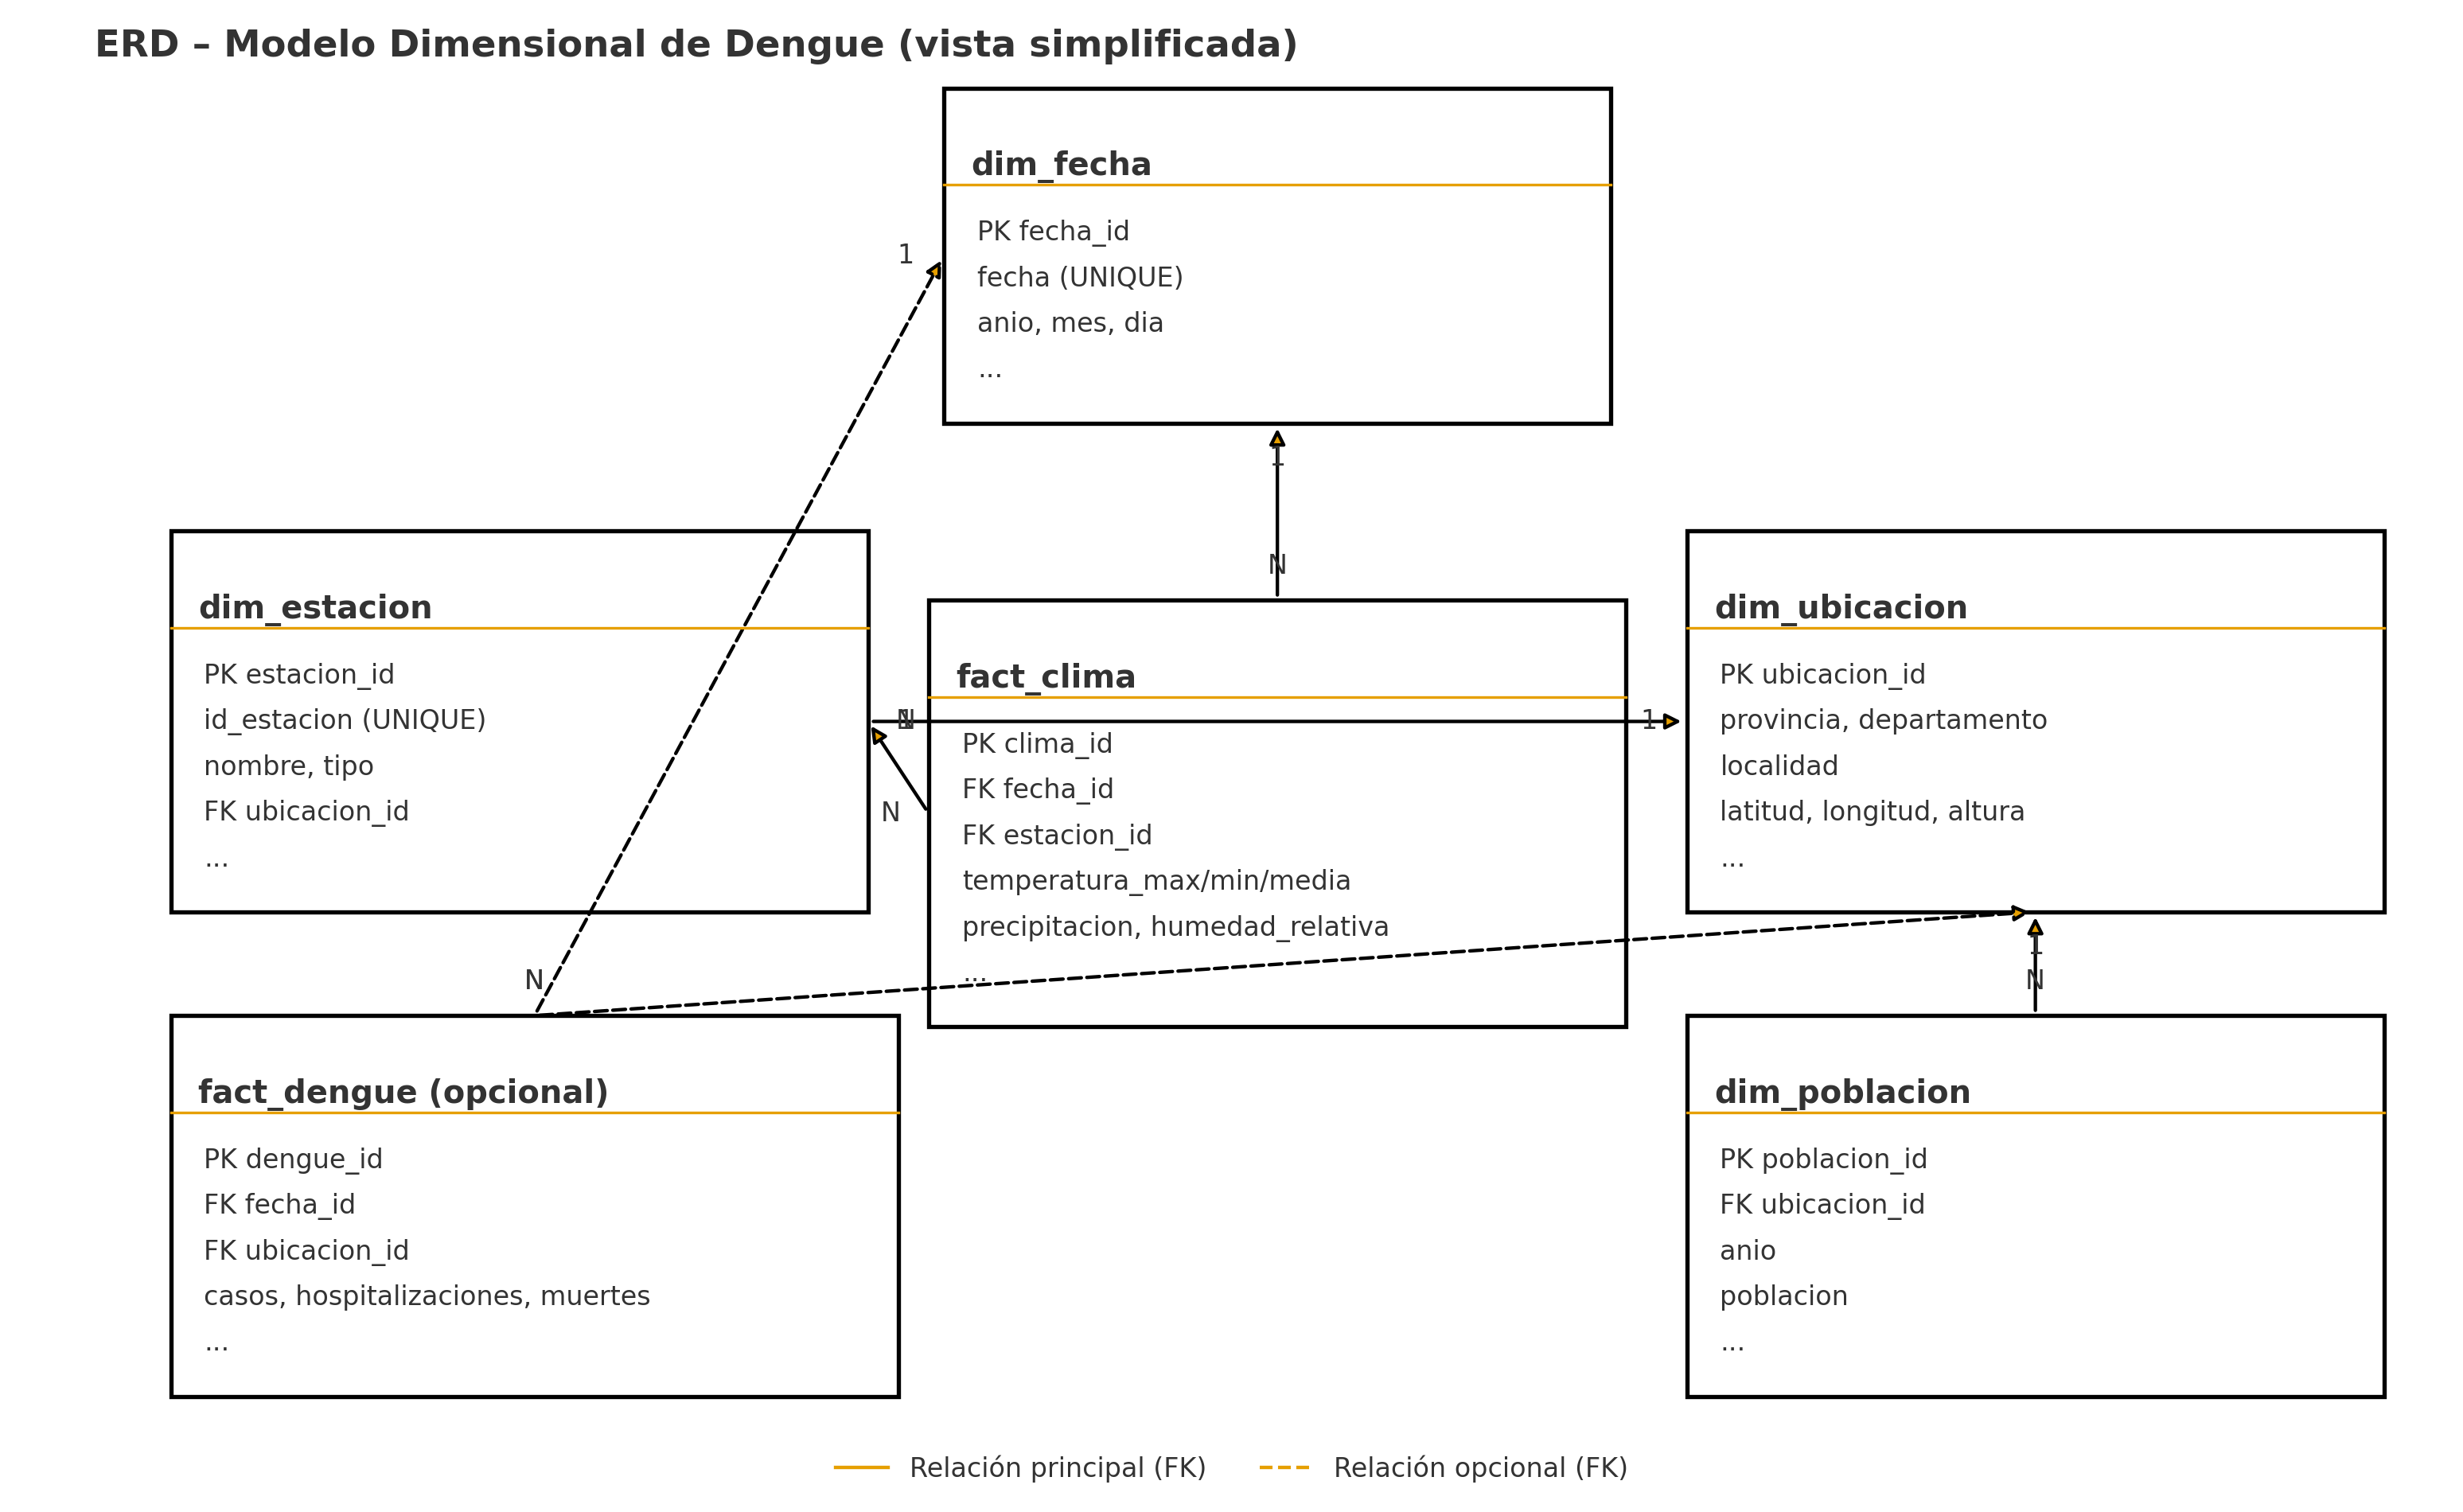 ERD – Modelo Dimensional de Dengue (vista simplificada)
dim_fecha
PK fecha_id
fecha (UNIQUE)
anio, mes, dia
...
1
1
N
dim_estacion
PK estacion_id
id_estacion (UNIQUE)
nombre, tipo
FK ubicacion_id
...
1
N
N
fact_clima
PK clima_id
FK fecha_id
FK estacion_id
temperatura_max/min/media
precipitacion, humedad_relativa
...
1
dim_ubicacion
PK ubicacion_id
provincia, departamento
localidad
latitud, longitud, altura
...
N
1
N
fact_dengue (opcional)
PK dengue_id
FK fecha_id
FK ubicacion_id
casos, hospitalizaciones, muertes
...
dim_poblacion
PK poblacion_id
FK ubicacion_id
anio
poblacion
...
Relación principal (FK)
Relación opcional (FK)